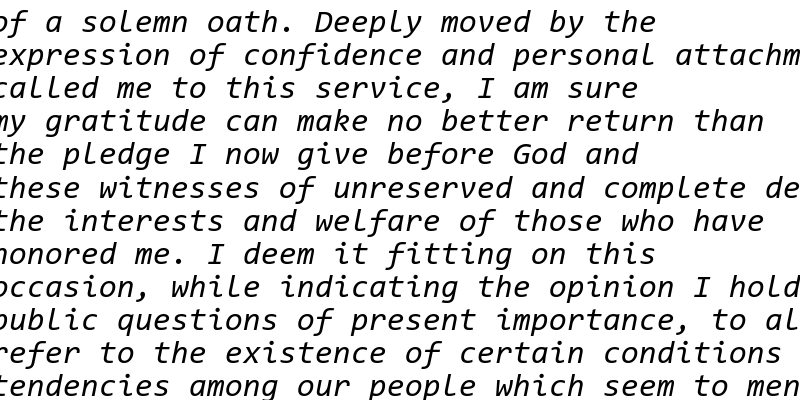 of a solemn oath. Deeply moved by the
expression of confidence and personal attachm
called me to this service, I am sure
my gratitude can make no better return than
the pledge I now give before God and
these witnesses of unreserved and complete de
the interests and welfare of those who have
honored me. I deem it fitting on this
occasion, while indicating the opinion I hold
public questions of present importance, to al
refer to the existence of certain conditions
tendencies among our people which seem to men